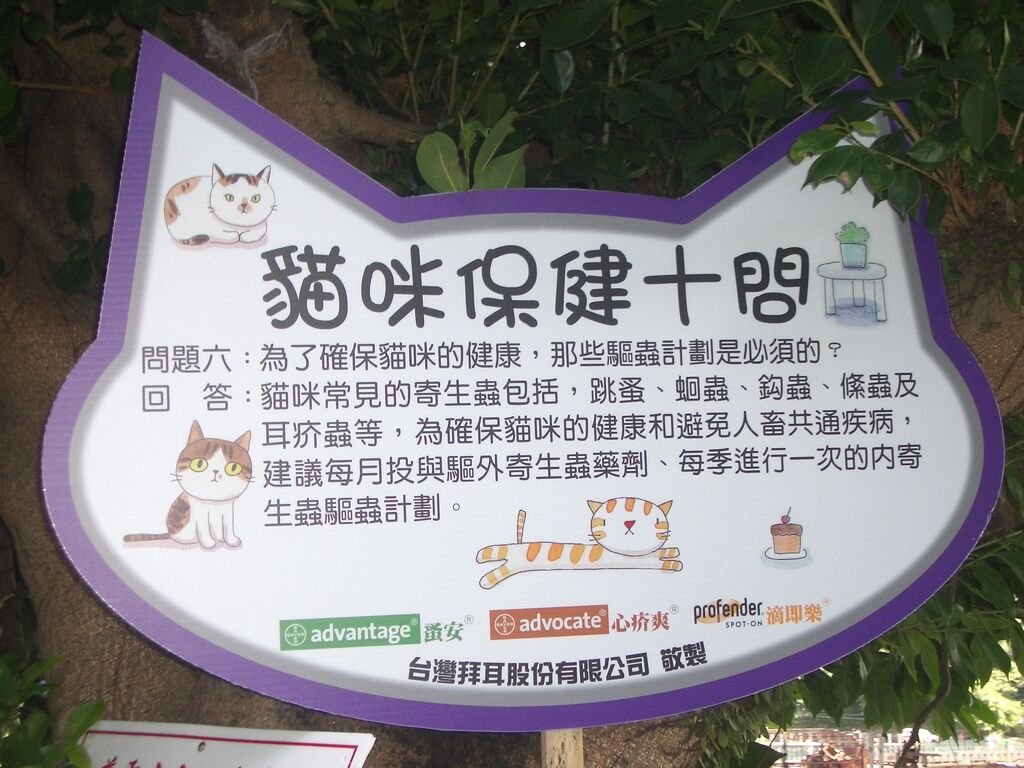 貓咪保健十問
問題六：為了確保貓咪的健康，那些驅蟲計劃是必須的？
回　答：貓咪常見的寄生蟲包括，跳蚤、蛔蟲、鈎蟲、絛蟲及
耳疥蟲等，為確保貓咪的健康和避免人畜共通疾病，
建議每月投與驅外寄生蟲藥劑、每季進行一次的內寄
生蟲驅蟲計劃。
BAYER advantage® 蚤安® BAYER advocate® 心疥爽® profender® SPOT-ON 滴即樂®
台灣拜耳股份有限公司 敬製